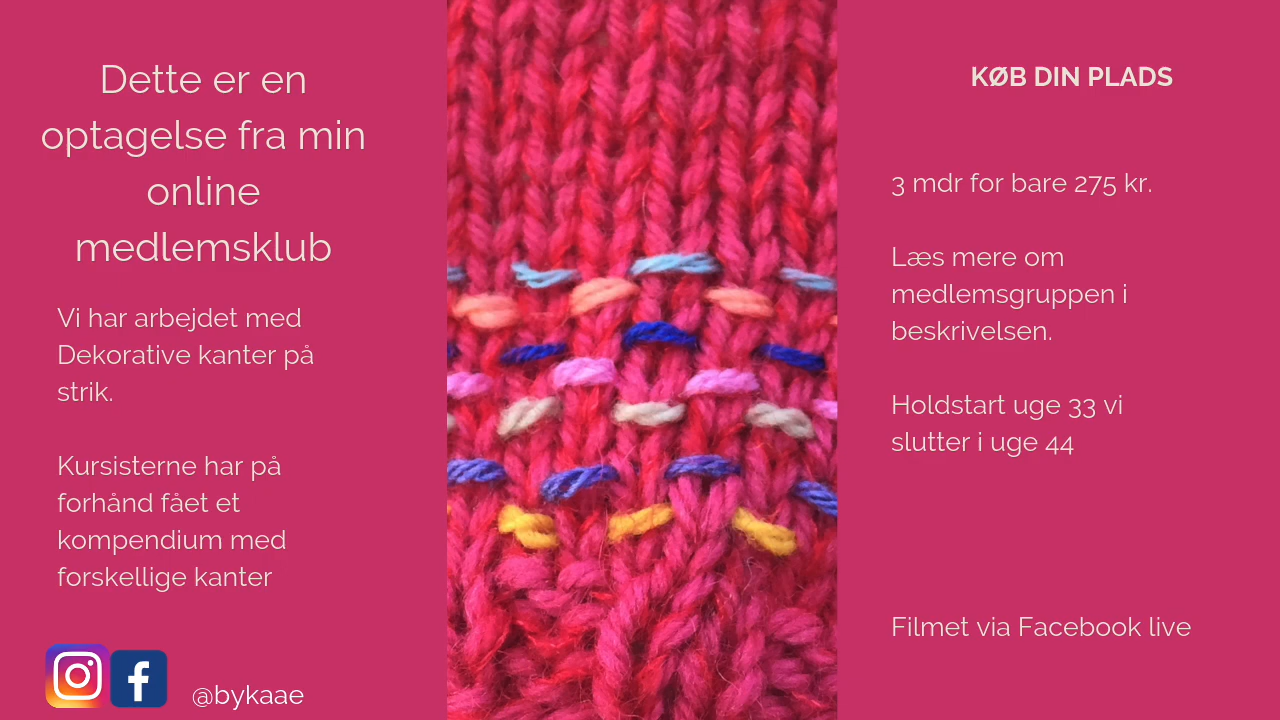 Dette er en
optagelse fra min
online
medlemsklub
Vi har arbejdet med
Dekorative kanter på
strik.
Kursisterne har på
forhånd fået et
kompendium med
forskellige kanter
@bykaae
KØB DIN PLADS
3 mdr for bare 275 kr.
Læs mere om
medlemsgruppen i
beskrivelsen.
Holdstart uge 33 vi
slutter i uge 44
Filmet via Facebook live